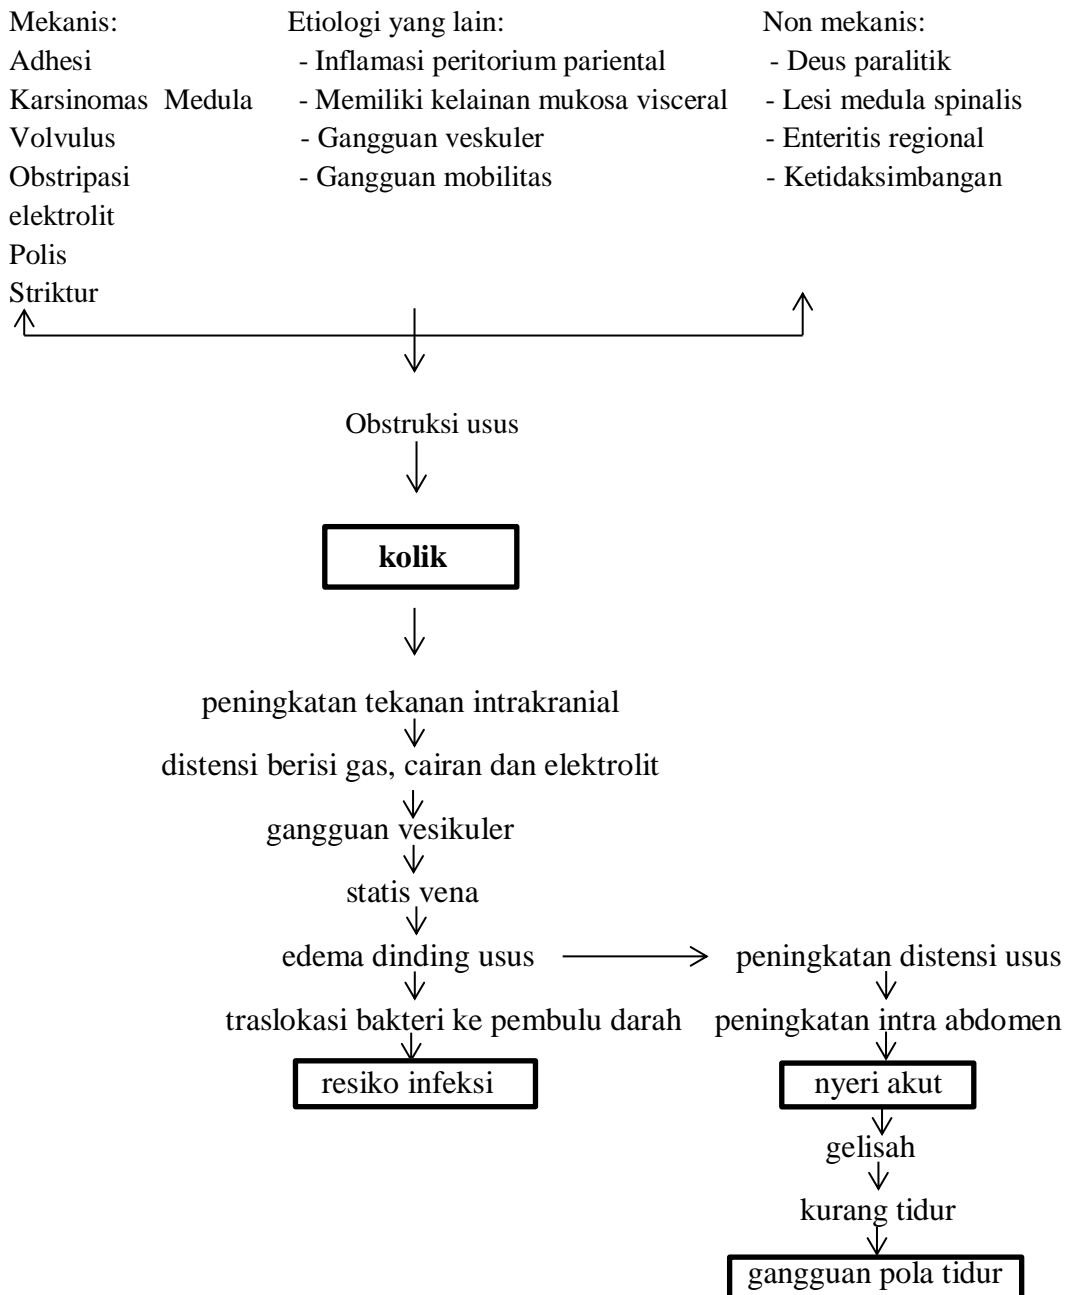 Mekanis: Etiologi yang lain: Non mekanis:
Adhesi - Inflamasi peritorium pariental - Deus paralitik
Karsinomas Medula - Memiliki kelainan mukosa visceral - Lesi medula spinalis
Volvulus - Gangguan veskuler - Enteritis regional
Obstripasi - Gangguan mobilitas - Ketidaksimbangan
elektrolit
Polis
Striktur
Obstruksi usus
kolik
peningkatan tekanan intrakranial
distensi berisi gas, cairan dan elektrolit
gangguan vesikuler
statis vena
edema dinding usus peningkatan distensi usus
traslokasi bakteri ke pembulu darah peningkatan intra abdomen
resiko infeksi nyeri akut
gelisah
kurang tidur
gangguan pola tidur